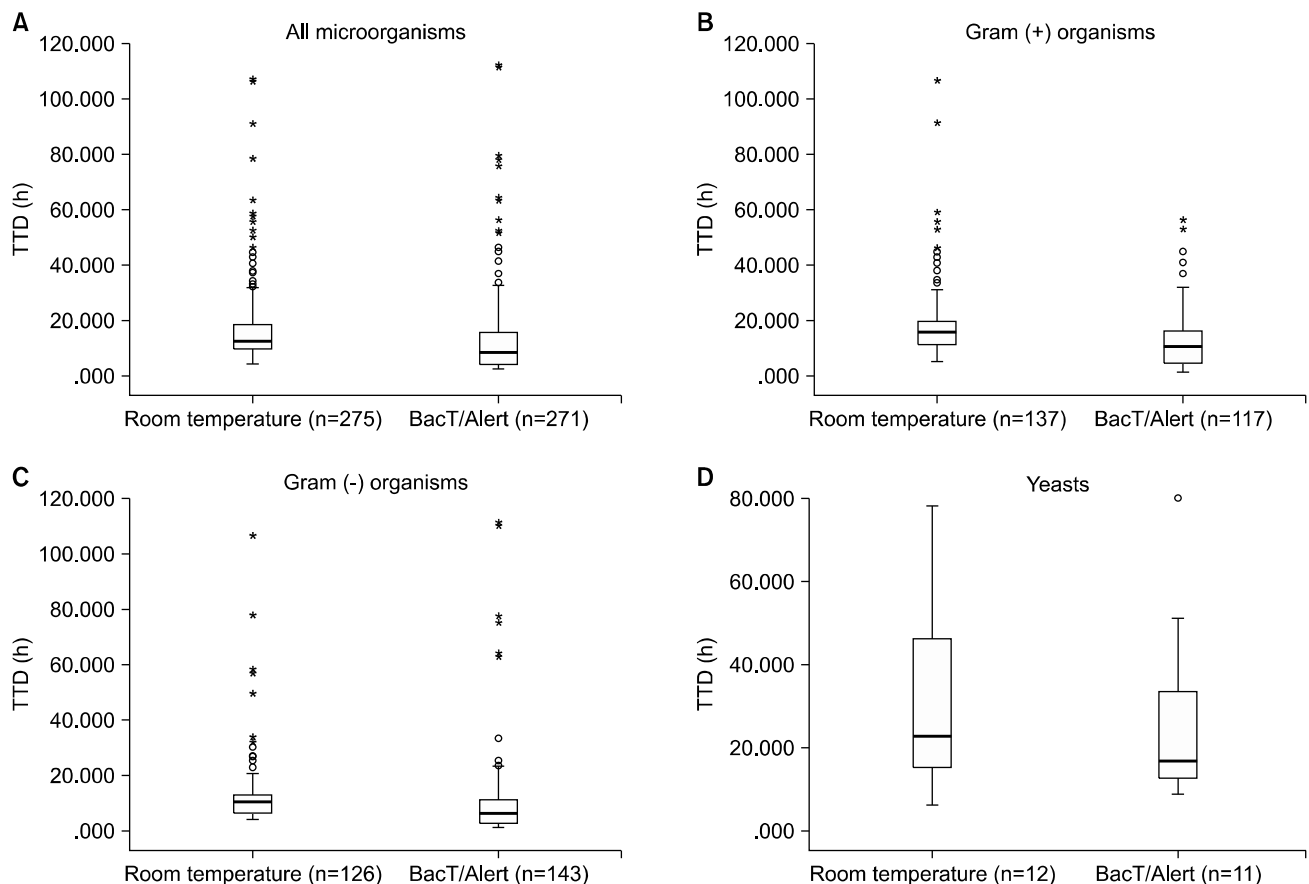 A
All microorganisms
120.000
100.000
80.000
60.000
40.000
20.000
.000
TTD (h)
Room temperature (n=275) BacT/Alert (n=271)
B
Gram (+) organisms
120.000
100.000
80.000
60.000
40.000
20.000
.000
TTD (h)
Room temperature (n=137) BacT/Alert (n=117)
C
Gram (-) organisms
120.000
100.000
80.000
60.000
40.000
20.000
.000
TTD (h)
Room temperature (n=126) BacT/Alert (n=143)
D
Yeasts
80.000
60.000
40.000
20.000
.000
TTD (h)
Room temperature (n=12) BacT/Alert (n=11)